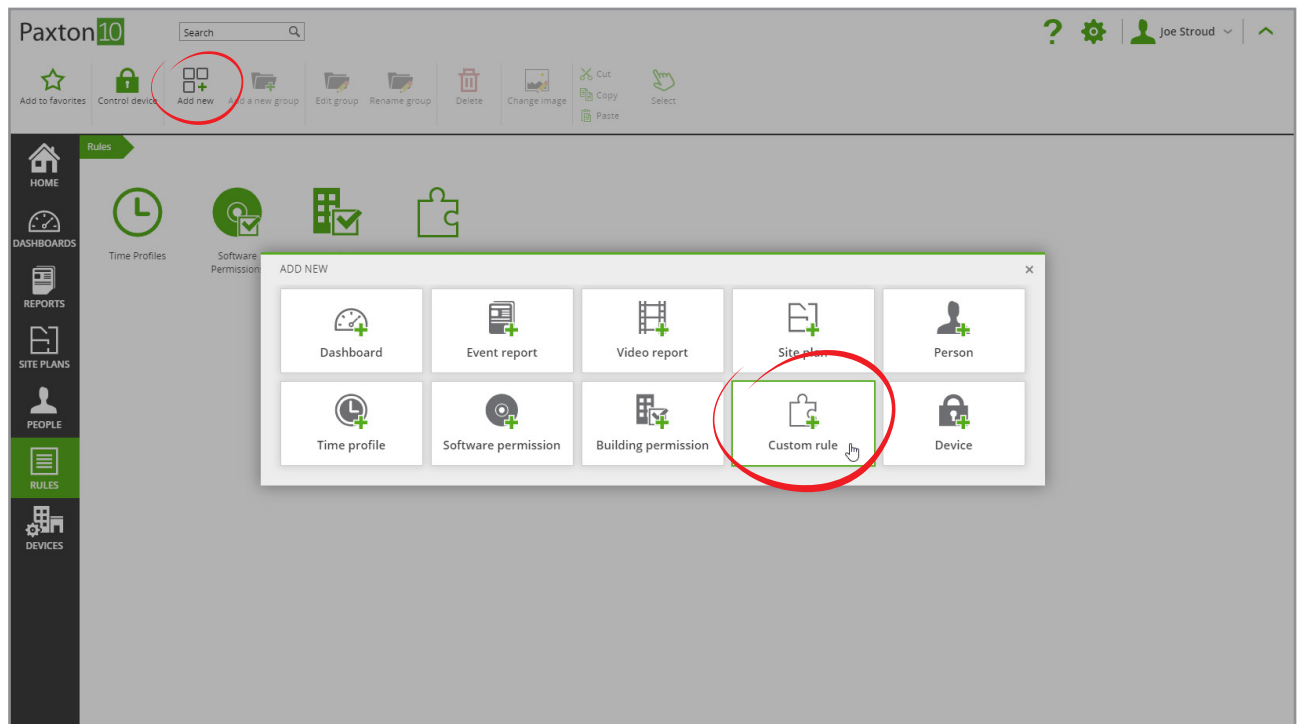 Paxton10
Search
Joe Stroud
Add to favorites
Control device
Add new
Add a new group
Edit group
Rename group
Delete
Change image
Cut
Copy
Paste
Select
HOME
DASHBOARDS
REPORTS
SITE PLANS
PEOPLE
RULES
DEVICES
Rules
Time Profiles
Software
Permission
ADD NEW
Dashboard
Event report
Video report
Site plan
Person
Time profile
Software permission
Building permission
Custom rule
Device